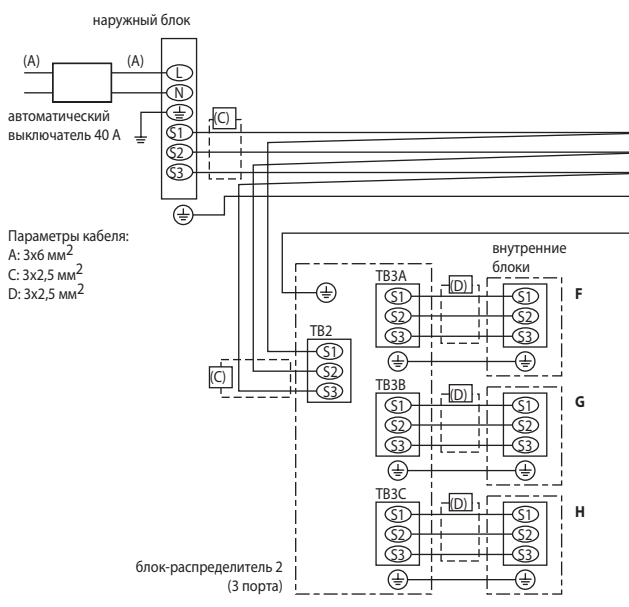 наружный блок
(A) (A)
L
N
автоматический
выключатель 40 А
(C)
S1
S2
S3
Параметры кабеля:
A: 3x6 мм2
C: 3x2,5 мм2
D: 3x2,5 мм2
внутренние
блоки
TB3A (D) F
S1 S1
S2 S2
S3 S3
TB2
S1
S2
S3
(C)
TB3B (D) G
S1 S1
S2 S2
S3 S3
TB3C (D) H
S1 S1
S2 S2
S3 S3
блок-распределитель 2
(3 порта)